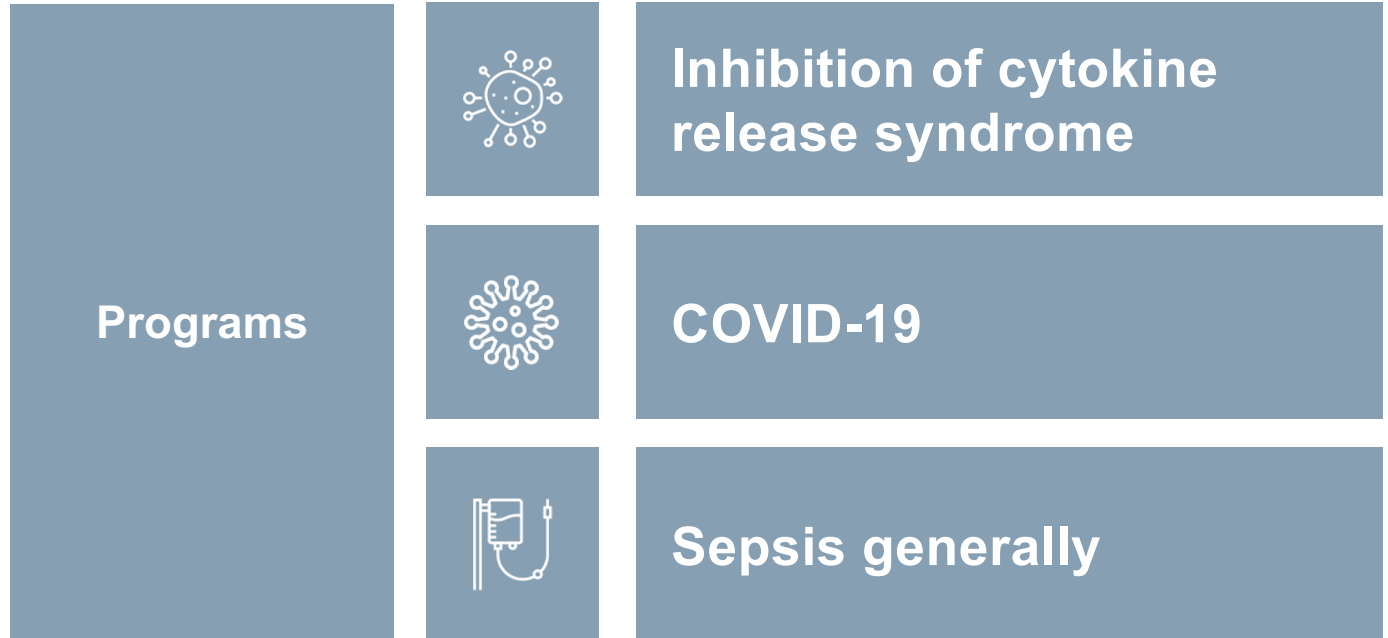 Programs
Inhibition of cytokine
release syndrome
COVID-19
Sepsis generally